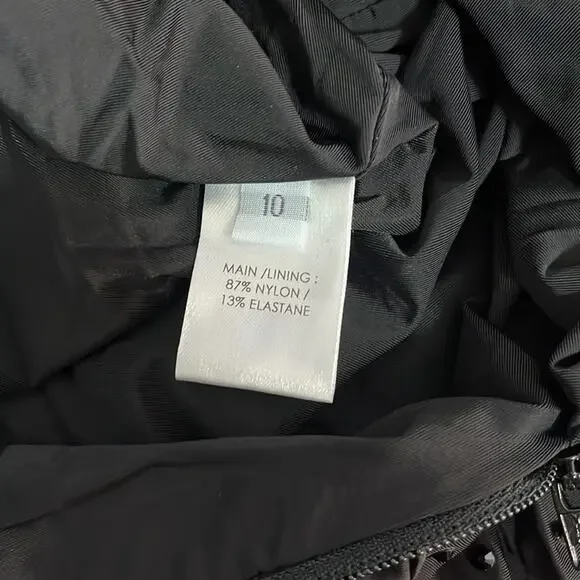 10
MAIN /LINING :
87% NYLON /
13% ELASTANE